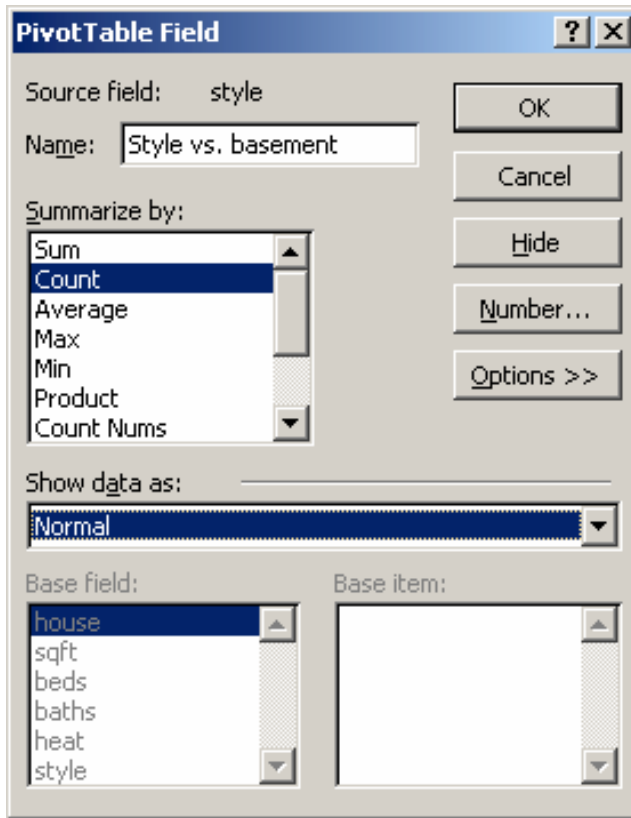 PivotTable Field
Source field: style
OK
Name: Style vs. basement
Cancel
Summarize by:
Sum
Count
Average
Max
Min
Product
Count Nums
Hide
Number...
Options >>
Show data as:
Normal
Base field:
house
sqft
beds
baths
heat
style
Base item: